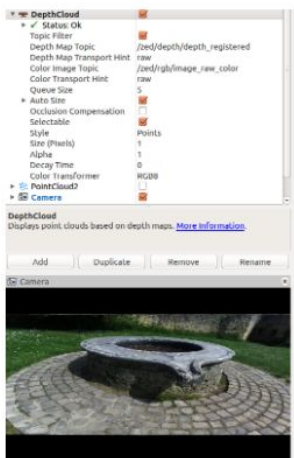 DepthCloud
Status: Ok
Topic Filter
Depth Map Topic /zed/depth/depth_registered
Depth Map Transport Hint raw
Color Image Topic /zed/rgb/image_raw_color
Color Transport Hint raw
Queue Size 5
Auto Size
Occlusion Compensation
Selectable
Style Points
Size (Pixels) 1
Alpha 1
Decay Time 0
Color Transformer RGB8
PointCloud2
Camera
DepthCloud
Displays point clouds based on depth maps. More Information.
Add Duplicate Remove Rename
Camera